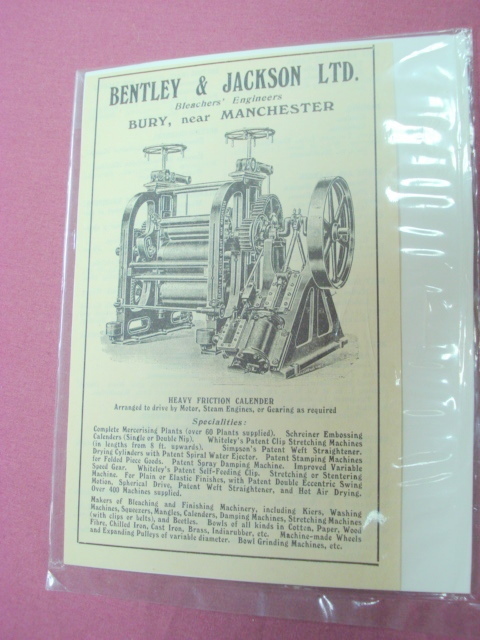 BENTLEY & JACKSON LTD.
Bleachers' Engineers
BURY, near MANCHESTER
HEAVY FRICTION CALENDER
Arranged to drive by Motor, Steam Engines, or Gearing as required
Specialities:
Complete Mercerising Plants (over 60 Plants supplied). Schreiner Embossing
Calenders (Single or Double Nip). Whiteley's Patent Clip Stretching Machines
(in lengths from 8 ft. upwards). Simpson's Patent Weft Straightener.
Drying Cylinders with Patent Spiral Water Ejector. Patent Stamping Machines
for Folded Piece Goods. Patent Spray Damping Machine. Improved Variable
Speed Gear. Whiteley's Patent Self-Feeding Clip. Stretching or Stentering
Machine. For Plain or Elastic Finishes, with Patent Double Eccentric Swing
Motion, Spherical Drive, Patent Weft Straightener, and Hot Air Drying.
Over 400 Machines supplied.
Makers of Bleaching and Finishing Machinery, including Kiers, Washing
Machines, Squeezers, Mangles, Calenders, Damping Machines, Stretching Machines
(with clips or belts), and Beetles. Bowls of all kinds in Cotton, Paper, Wood
Fibre, Chilled Iron, Cast Iron, Brass, Indiarubber, etc. Machine-made Wheels
and Expanding Pulleys of variable diameter. Bowl Grinding Machines, etc.